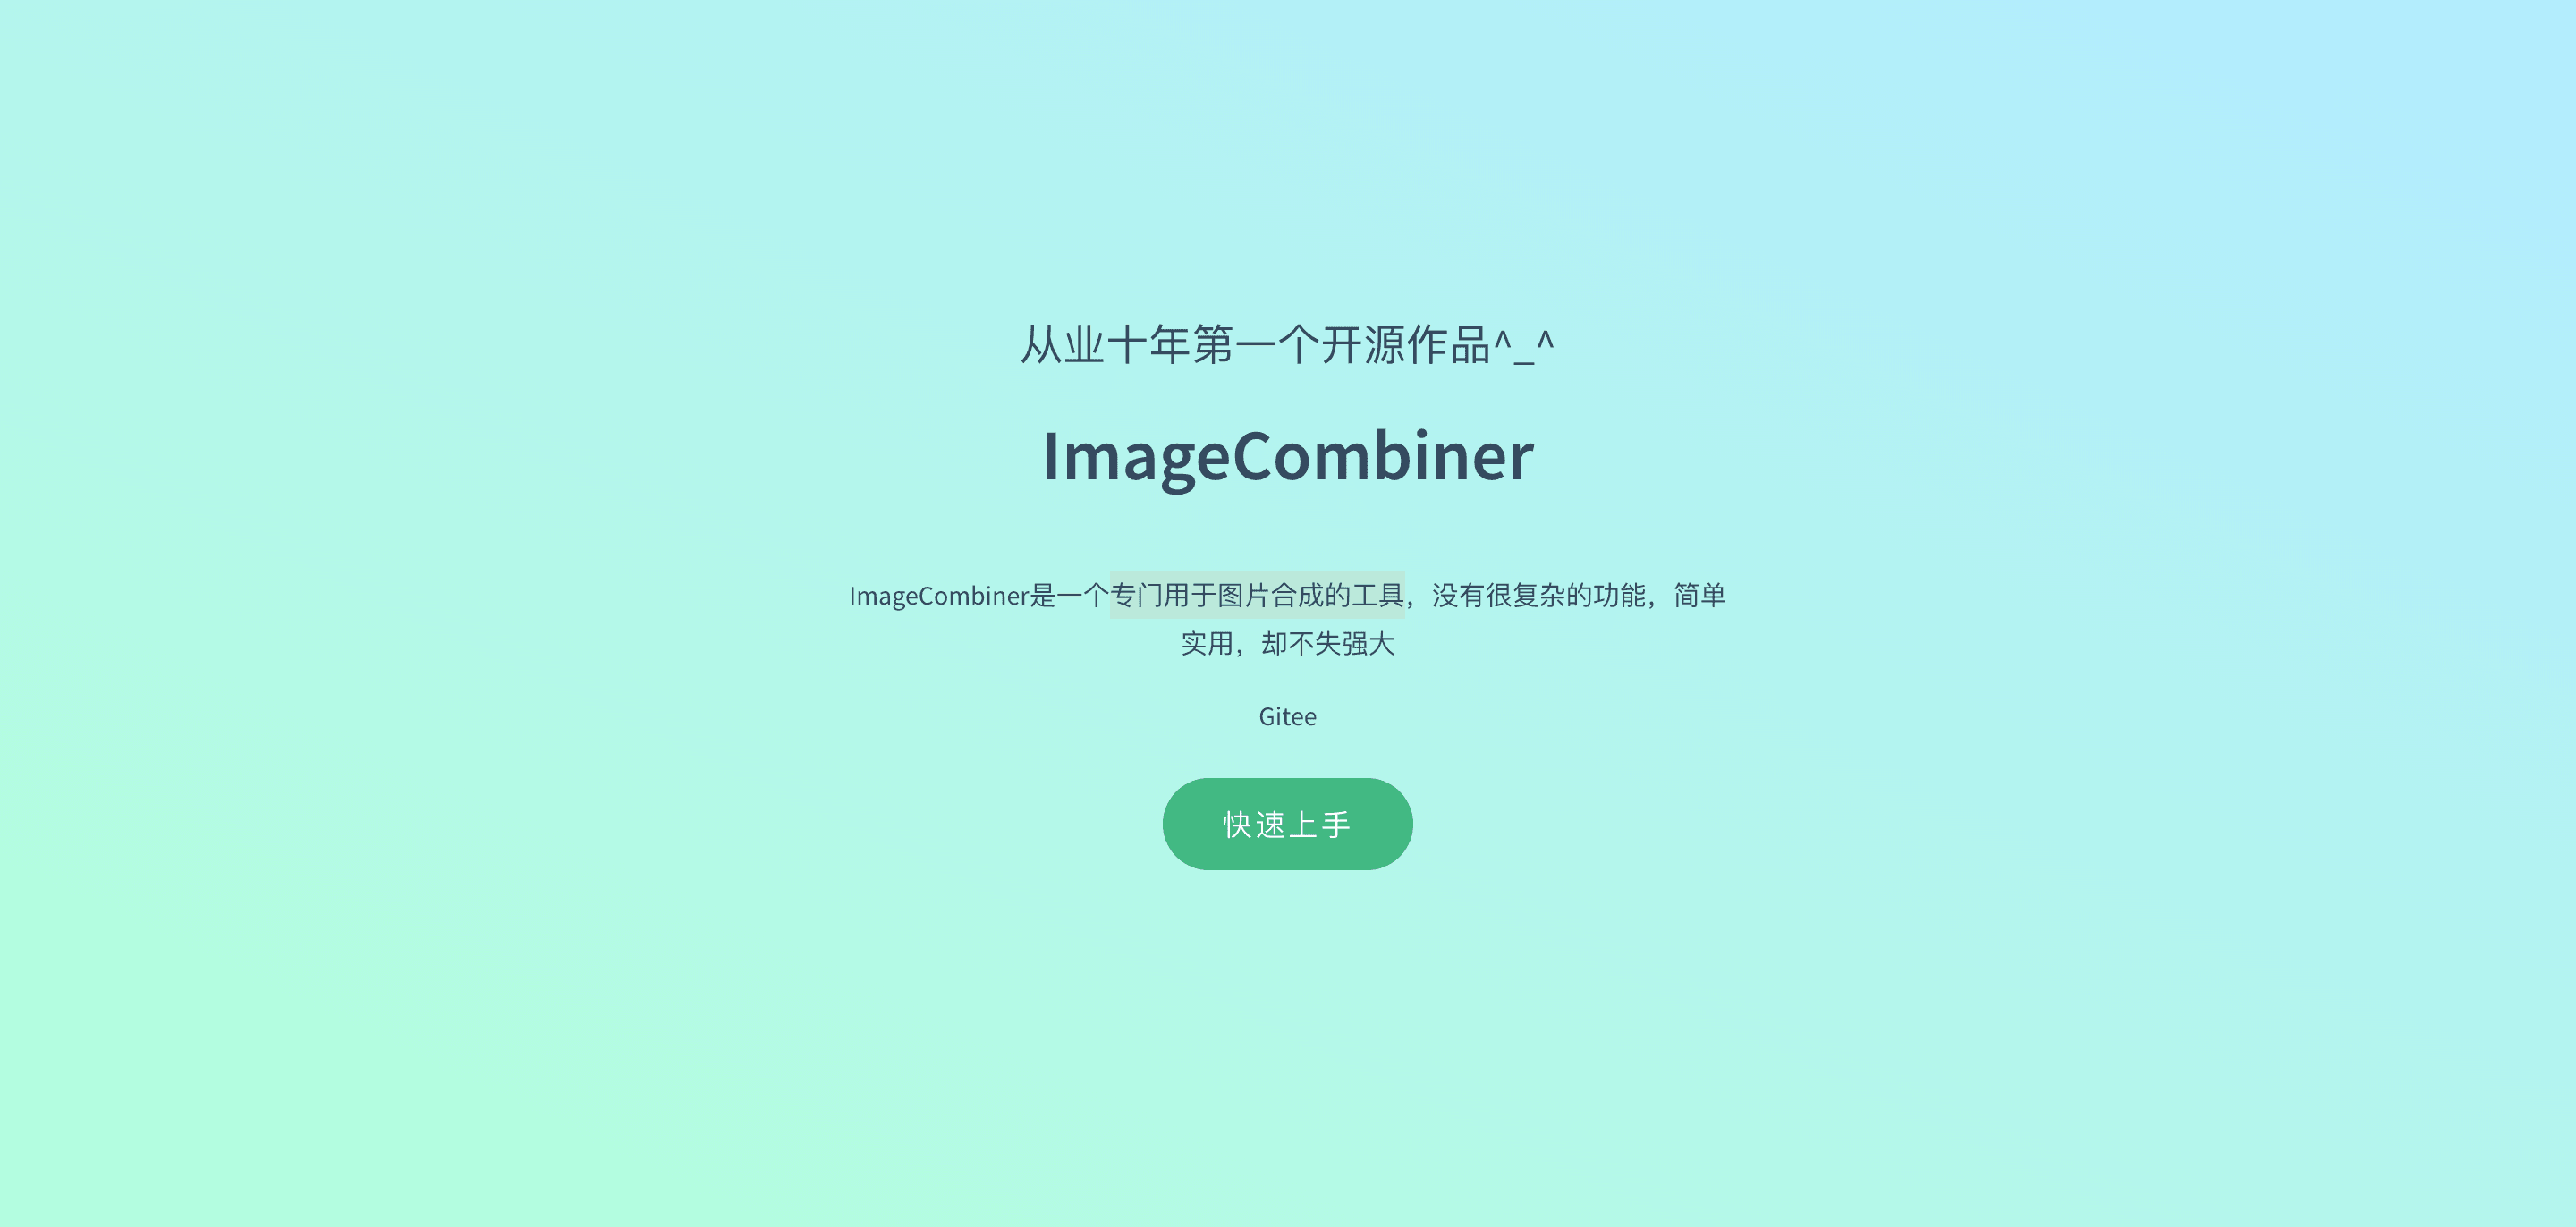 从业十年第一个开源作品^_^
ImageCombiner
ImageCombiner是一个专门用于图片合成的工具，没有很复杂的功能，简单
实用，却不失强大
Gitee
快速上手